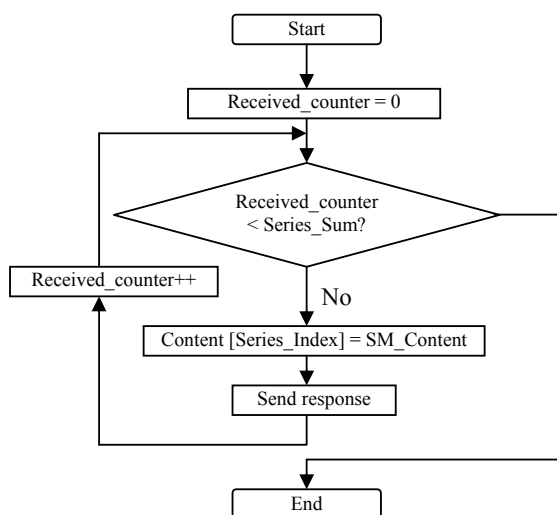 Start
Received_counter = 0
Received_counter
< Series_Sum?
Received_counter++
No
Content [Series_Index] = SM_Content
Send response
End